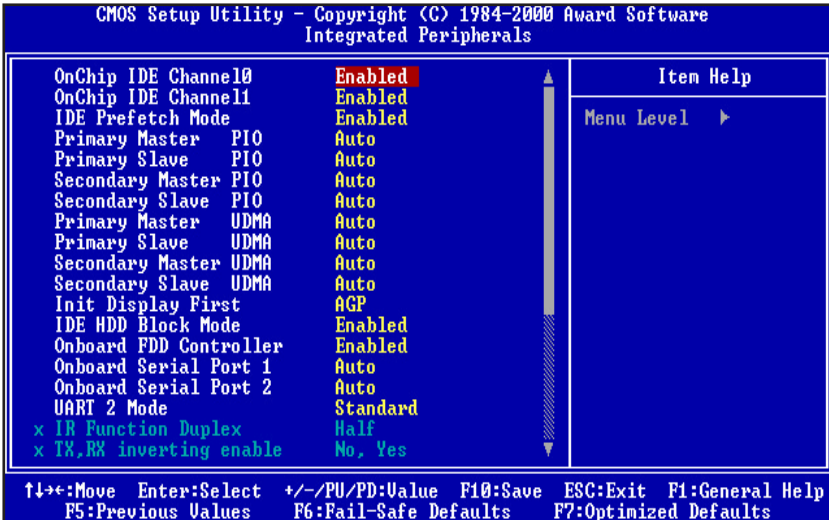 CMOS Setup Utility – Copyright (C) 1984–2000 Award Software
Integrated Peripherals
OnChip IDE Channel0 Enabled
OnChip IDE Channel1 Enabled
IDE Prefetch Mode Enabled
Primary Master PIO Auto
Primary Slave PIO Auto
Secondary Master PIO Auto
Secondary Slave PIO Auto
Primary Master UDMA Auto
Primary Slave UDMA Auto
Secondary Master UDMA Auto
Secondary Slave UDMA Auto
Init Display First AGP
IDE HDD Block Mode Enabled
Onboard FDD Controller Enabled
Onboard Serial Port 1 Auto
Onboard Serial Port 2 Auto
UART 2 Mode Standard
x IR Function Duplex Half
x TX,RX inverting enable No, Yes
Item Help
Menu Level ▶
↑↓→←:Move Enter:Select +/-/PU/PD:Value F10:Save ESC:Exit F1:General Help
F5:Previous Values F6:Fail-Safe Defaults F7:Optimized Defaults